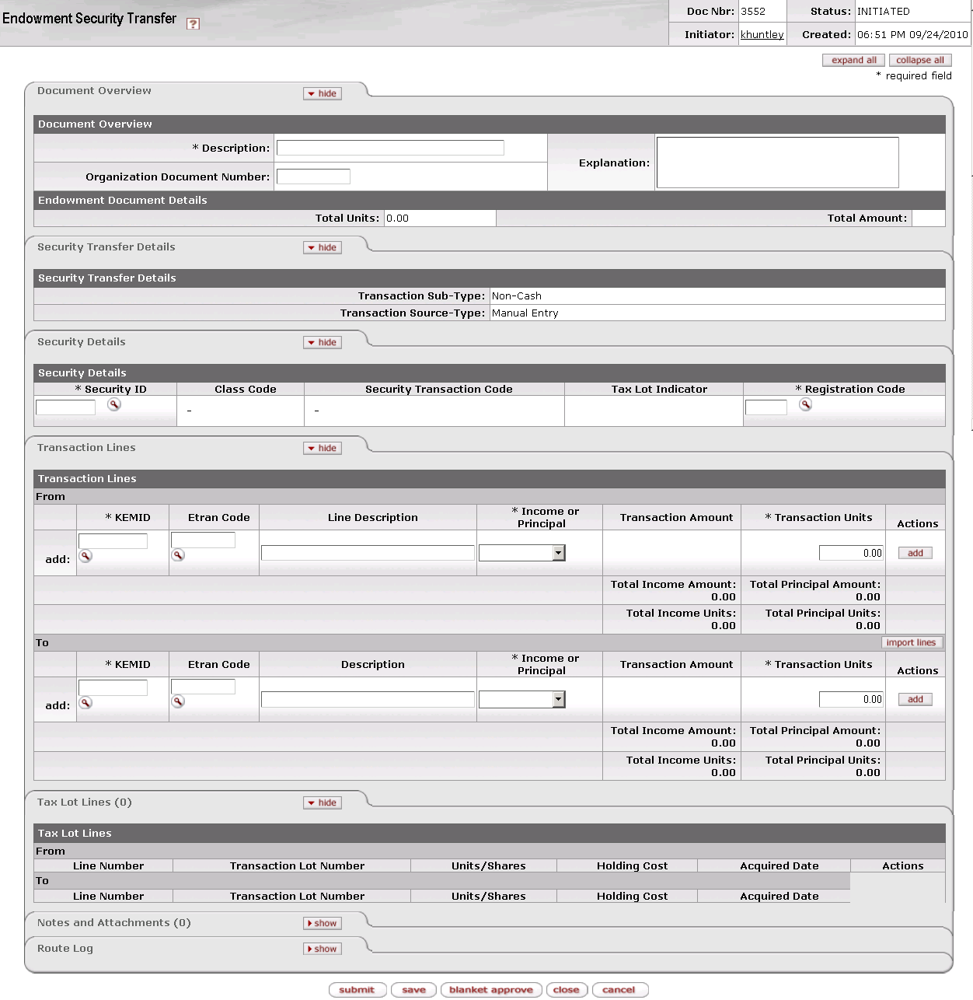 Endowment Security Transfer ?
Doc Nbr: 3552 Status: INITIATED
Initiator: khuntley Created: 06:51 PM 09/24/2010
expand all collapse all
* required field
Document Overview hide
Document Overview
* Description:
Explanation:
Organization Document Number:
Endowment Document Details
Total Units: 0.00 Total Amount:
Security Transfer Details hide
Security Transfer Details
Transaction Sub-Type: Non-Cash
Transaction Source-Type: Manual Entry
Security Details hide
Security Details
* Security ID Class Code Security Transaction Code Tax Lot Indicator * Registration Code
- -
Transaction Lines hide
Transaction Lines
From
* KEMID Etran Code Line Description * Income or Principal Transaction Amount * Transaction Units Actions
add: 0.00 add
Total Income Amount: Total Principal Amount:
0.00 0.00
Total Income Units: Total Principal Units:
0.00 0.00
To import lines
* KEMID Etran Code Description * Income or Principal Transaction Amount * Transaction Units Actions
add: 0.00 add
Total Income Amount: Total Principal Amount:
0.00 0.00
Total Income Units: Total Principal Units:
0.00 0.00
Tax Lot Lines (0) hide
Tax Lot Lines
From
Line Number Transaction Lot Number Units/Shares Holding Cost Acquired Date Actions
To
Line Number Transaction Lot Number Units/Shares Holding Cost Acquired Date
Notes and Attachments (0) show
Route Log show
submit save blanket approve close cancel